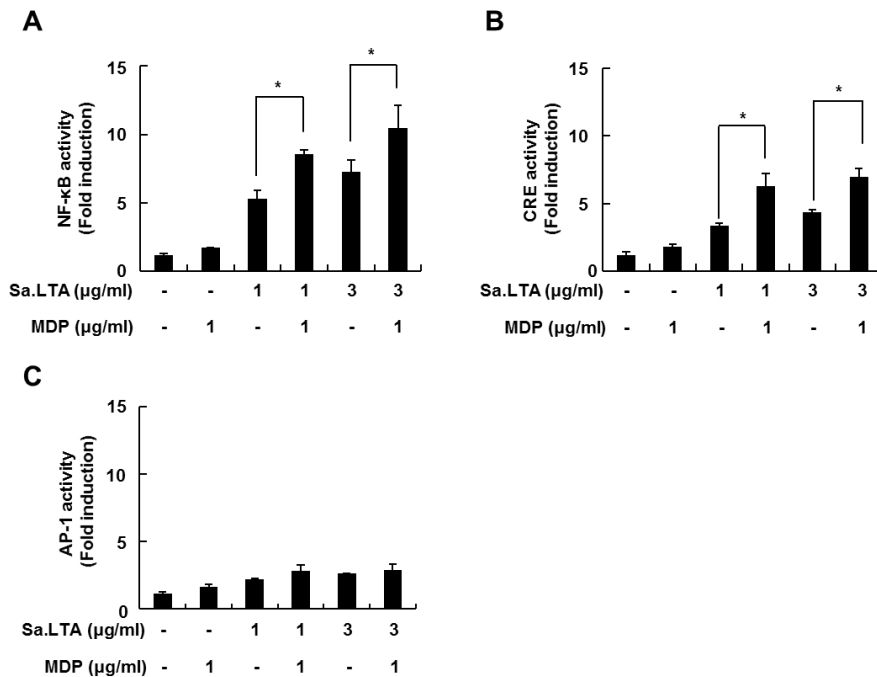 A
NF-κB activity
(Fold induction)
15
10
5
0
*
*
Sa.LTA (μg/ml) - - 1 1 3 3
MDP (μg/ml) - 1 - 1 - 1
B
CRE activity
(Fold induction)
15
10
5
0
*
*
Sa.LTA (μg/ml) - - 1 1 3 3
MDP (μg/ml) - 1 - 1 - 1
C
AP-1 activity
(Fold induction)
15
10
5
0
Sa.LTA (μg/ml) - - 1 1 3 3
MDP (μg/ml) - 1 - 1 - 1